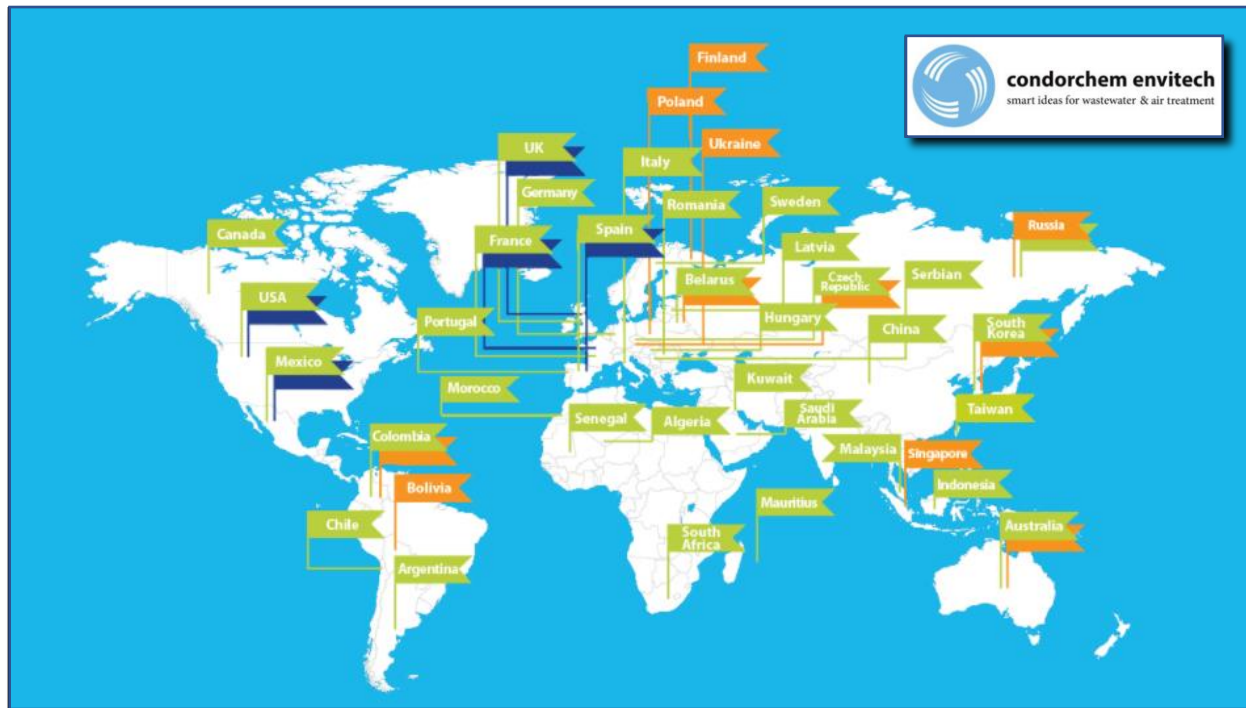 Finland
condorchem envitech
smart ideas for wastewater & air treatment
Poland
Ukraine
UK
Italy
Germany
Romania
Sweden
Canada
France
Spain
Latvia
Russia
Belarus
Czech
Republic
Serbian
USA
Portugal
Hungary
China
South
Korea
Mexico
Morocco
Kuwait
Senegal
Algeria
Saudi
Arabia
Taiwan
Colombia
Malaysia
Singapore
Bolivia
Indonesia
Mauritius
Chile
South
Africa
Australia
Argentina